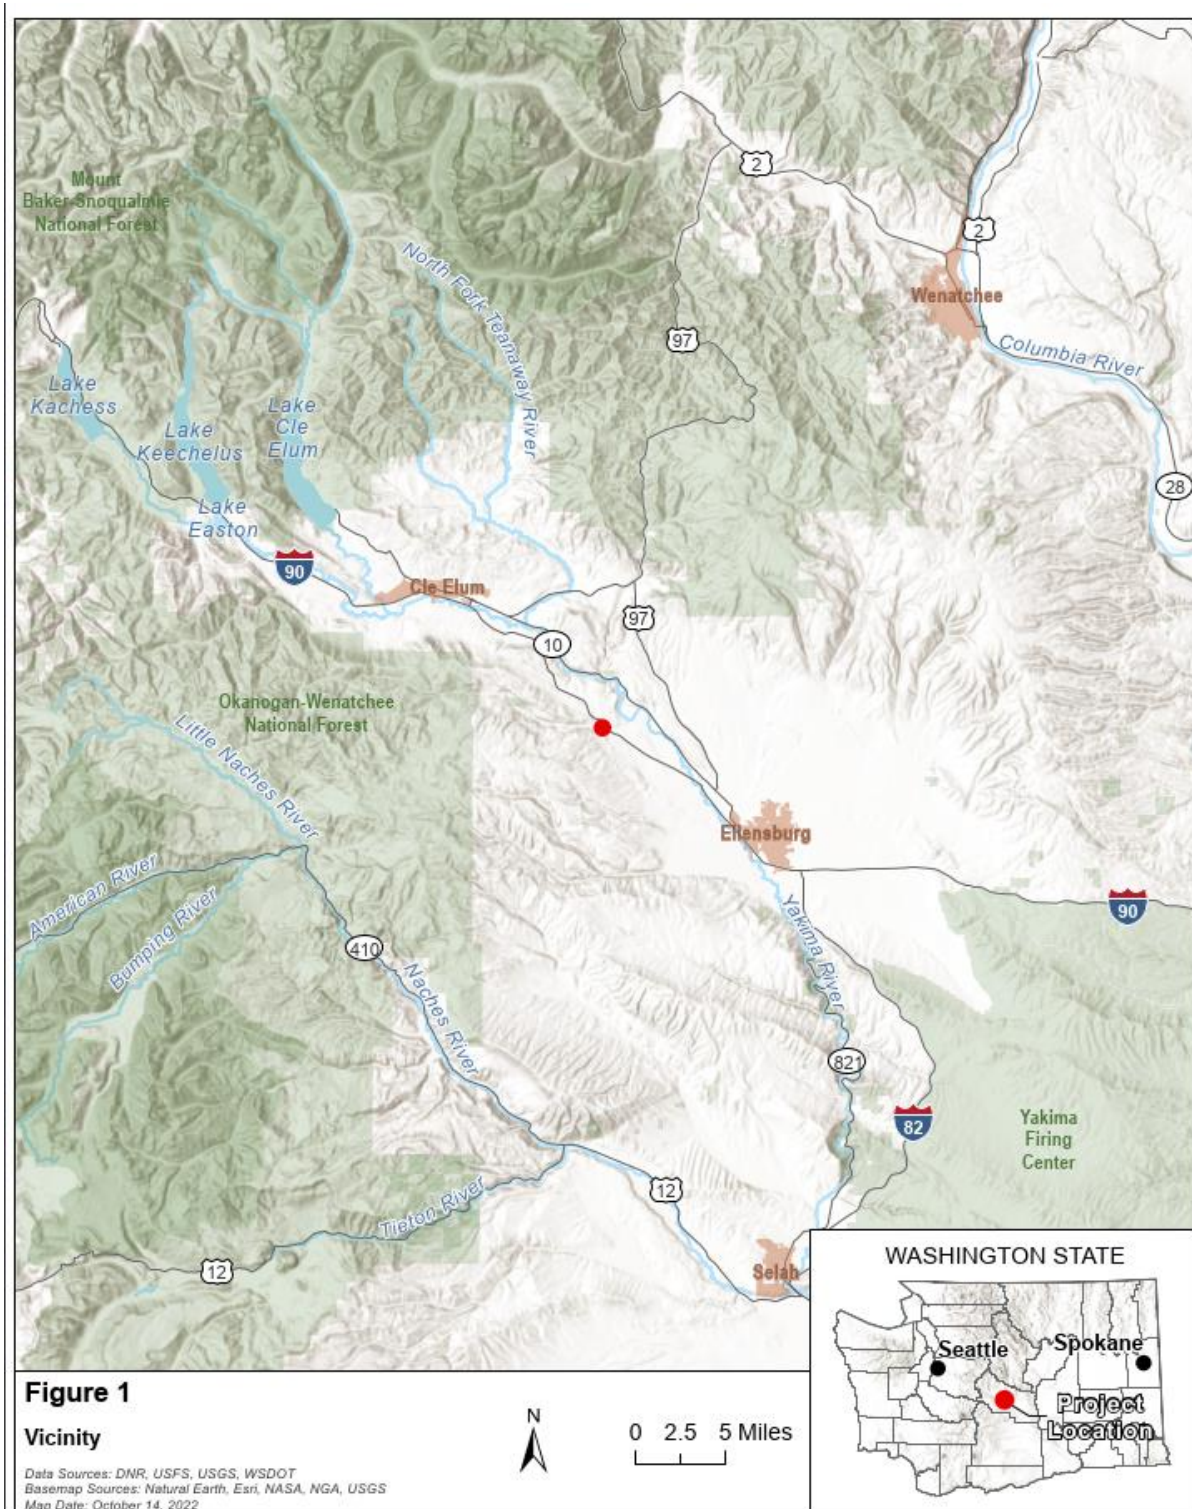 2
Mount
Baker-Snoqualmie
National Forest
2
North Fork Teanaway River
Wenatchee
97
Columbia River
Lake
Kachess
Lake
Keechelus
Lake
Cle
Elum
28
Lake
Easton
90
Cle Elum
97
10
Okanogan-Wenatchee
National Forest
Little Naches River
Ellensburg
American River
Bumping River
90
410
Naches River
Yakima River
821
82
Yakima
Firing
Center
12
Tieton River
12
Selah
WASHINGTON STATE
Seattle
Spokane
Project
Location
Figure 1
Vicinity
N
0 2.5 5 Miles
Data Sources: DNR, USFS, USGS, WSDOT
Basemap Sources: Natural Earth, Esri, NASA, NGA, USGS
Map Date: October 14, 2022